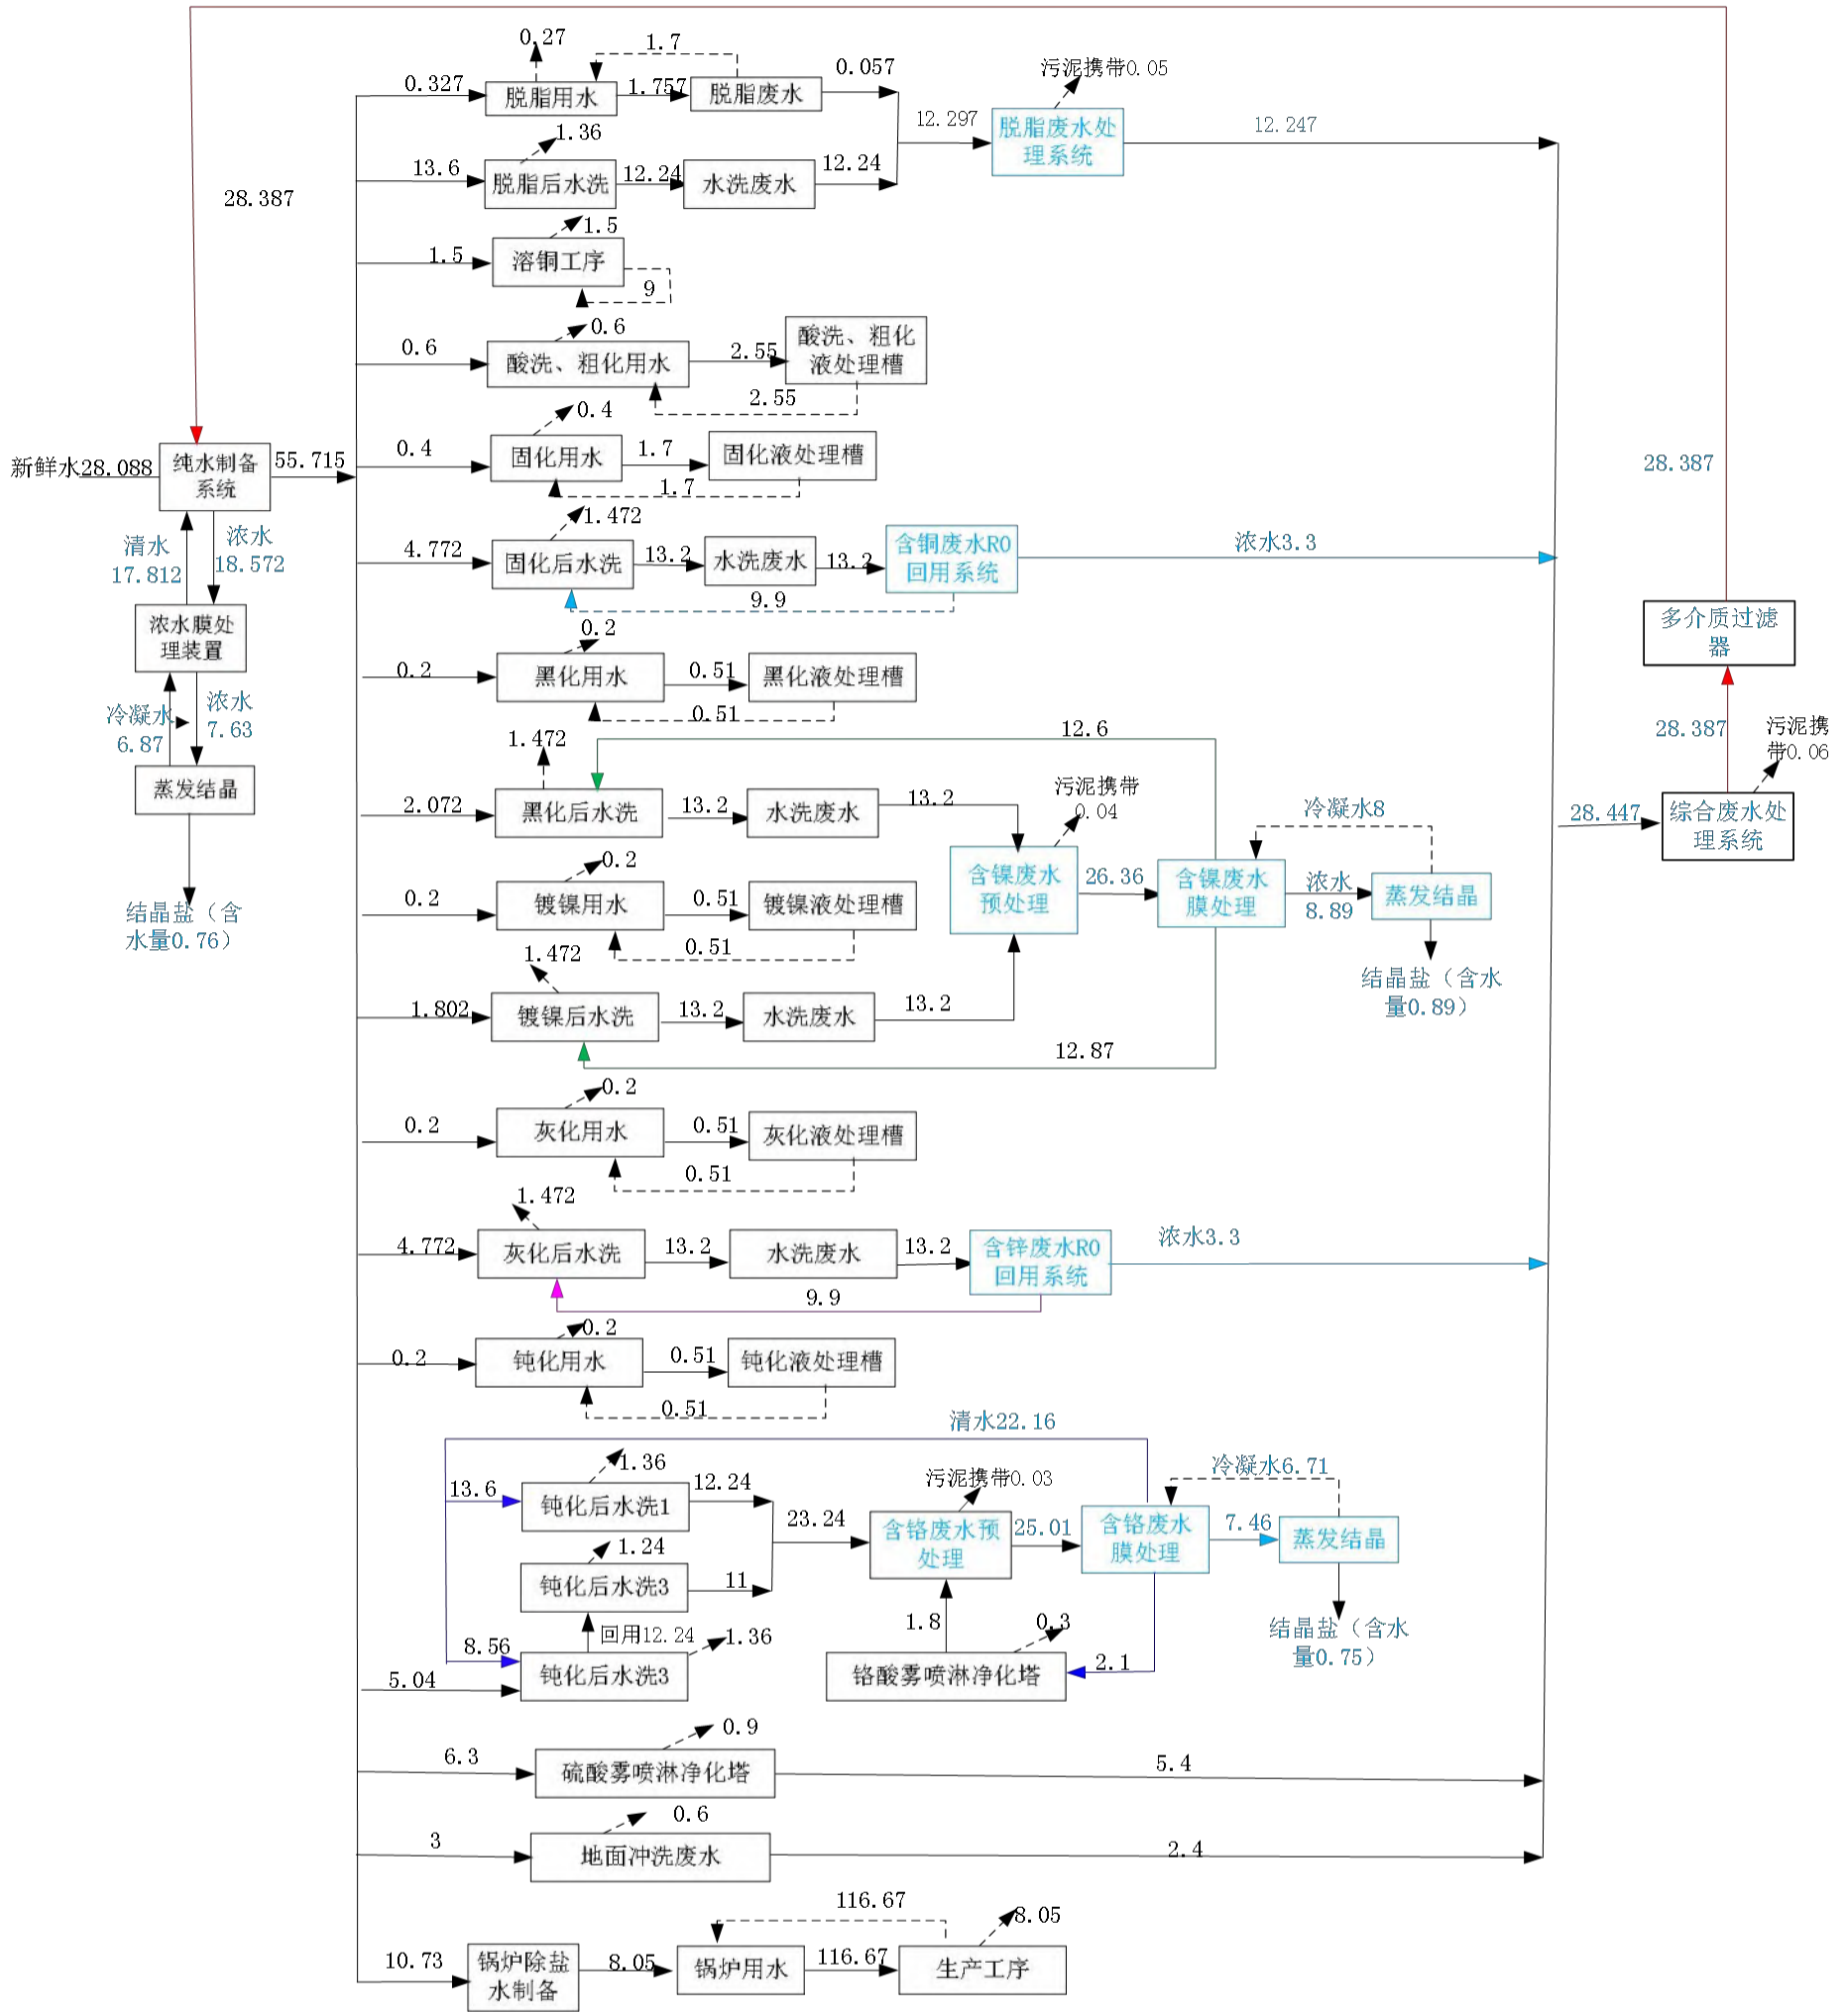 0.27
1.7
0.057
0.327
脱脂用水
1.757
脱脂废水
污泥携带0.05
12.297
脱脂废水处
理系统
12.247
1.36
13.6
脱脂后水洗
12.24
水洗废水
12.24
28.387
1.5
1.5
溶铜工序
9
0.6
0.6
酸洗、粗化用水
2.55
酸洗、粗化
液处理槽
2.55
0.4
0.4
固化用水
1.7
固化液处理槽
1.7
新鲜水28.088
纯水制备
系统
55.715
28.387
1.472
4.772
固化后水洗
13.2
水洗废水
13.2
含铜废水RO
回用系统
浓水3.3
9.9
清水
17.812
浓水
18.572
浓水膜处
理装置
冷凝水
6.87
浓水
7.63
蒸发结晶
结晶盐（含
水量0.76）
0.2
0.2
黑化用水
0.51
黑化液处理槽
0.51
多介质过滤
器
28.387
污泥携
带0.06
28.447
综合废水处
理系统
1.472
12.6
2.072
黑化后水洗
13.2
水洗废水
13.2
污泥携带
0.04
含镍废水
预处理
26.36
含镍废水
膜处理
冷凝水8
浓水
8.89
蒸发结晶
结晶盐（含水
量0.89）
0.2
0.2
镀镍用水
0.51
镀镍液处理槽
0.51
1.472
1.802
镀镍后水洗
13.2
水洗废水
13.2
12.87
0.2
0.2
灰化用水
0.51
灰化液处理槽
0.51
1.472
4.772
灰化后水洗
13.2
水洗废水
13.2
含锌废水RO
回用系统
浓水3.3
9.9
0.2
0.2
钝化用水
0.51
钝化液处理槽
0.51
清水22.16
1.36
13.6
钝化后水洗1
12.24
23.24
污泥携带0.03
含铬废水预
处理
25.01
含铬废水
膜处理
冷凝水6.71
7.46
蒸发结晶
结晶盐（含水
量0.75）
1.24
钝化后水洗3
11
回用12.24
1.36
8.56
钝化后水洗3
5.04
1.8
0.3
铬酸雾喷淋净化塔
2.1
0.9
6.3
硫酸雾喷淋净化塔
5.4
0.6
3
地面冲洗废水
2.4
116.67
8.05
10.73
锅炉除盐
水制备
8.05
锅炉用水
116.67
生产工序